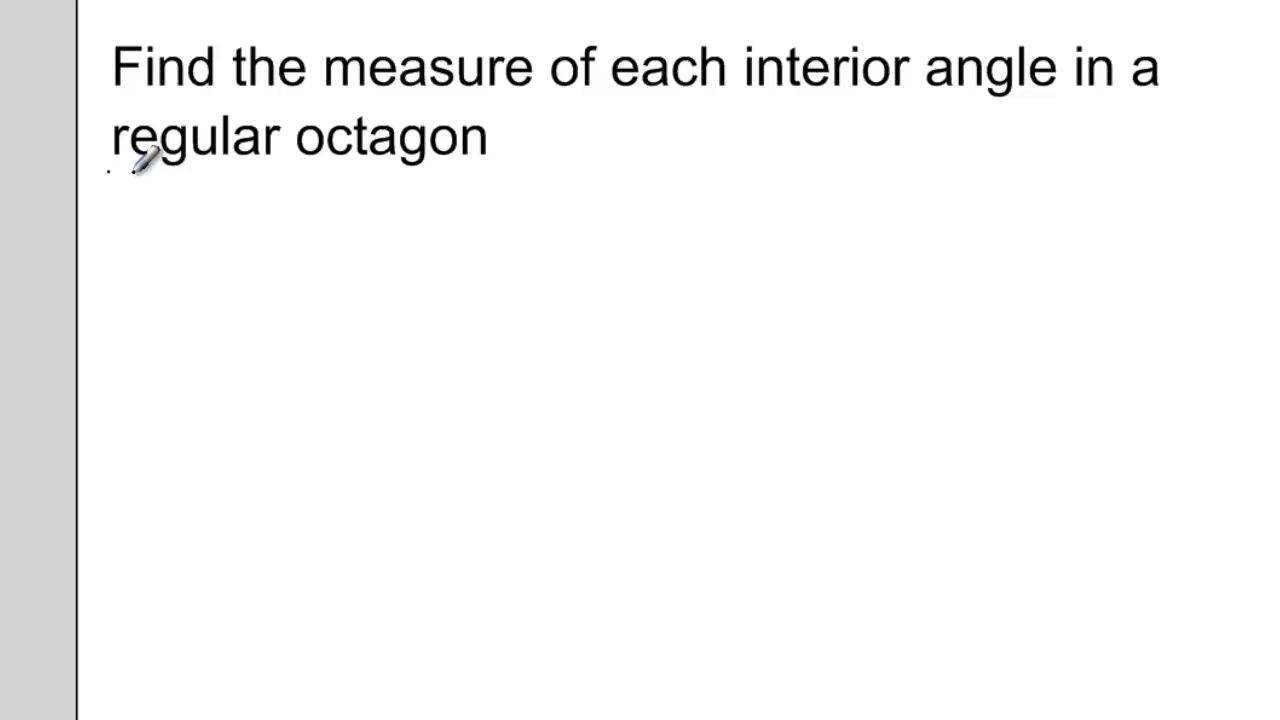 Find the measure of each interior angle in a
regular octagon